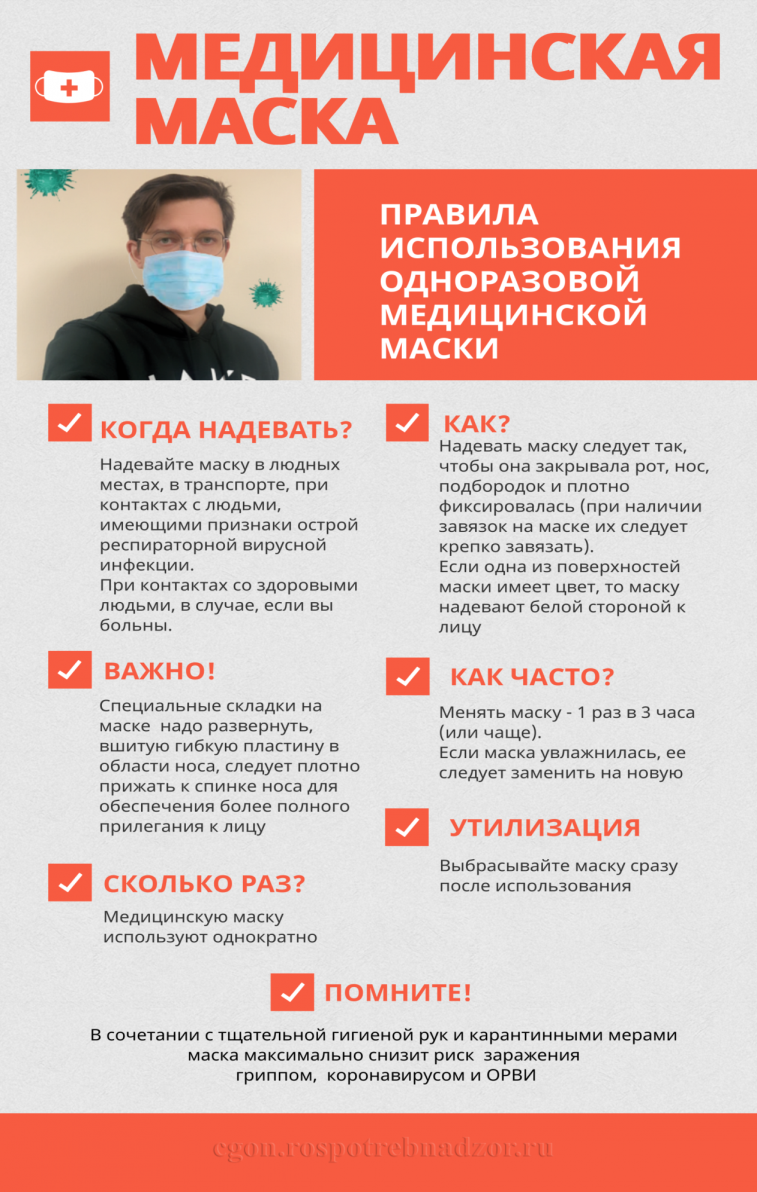 МЕДИЦИНСКАЯ
МАСКА
ПРАВИЛА
ИСПОЛЬЗОВАНИЯ
ОДНОРАЗОВОЙ
МЕДИЦИНСКОЙ
МАСКИ
КОГДА НАДЕВАТЬ?
Надевайте маску в людных
местах, в транспорте, при
контактах с людьми,
имеющими признаки острой
респираторной вирусной
инфекции.
При контактах со здоровыми
людьми, в случае, если вы
больны.
ВАЖНО!
Специальные складки на
маске надо развернуть,
вшитую гибкую пластину в
области носа, следует плотно
прижать к спинке носа для
обеспечения более полного
прилегания к лицу
СКОЛЬКО РАЗ?
Медицинскую маску
используют однократно
КАК?
Надевать маску следует так,
чтобы она закрывала рот, нос,
подбородок и плотно
фиксировалась (при наличии
завязок на маске их следует
крепко завязать).
Если одна из поверхностей
маски имеет цвет, то маску
надевают белой стороной к
лицу
КАК ЧАСТО?
Менять маску - 1 раз в 3 часа
(или чаще).
Если маска увлажнилась, ее
следует заменить на новую
УТИЛИЗАЦИЯ
Выбрасывайте маску сразу
после использования
ПОМНИТЕ!
В сочетании с тщательной гигиеной рук и карантинными мерами
маска максимально снизит риск заражения
гриппом, коронавирусом и ОРВИ
cgon.rospotrebnadzor.ru